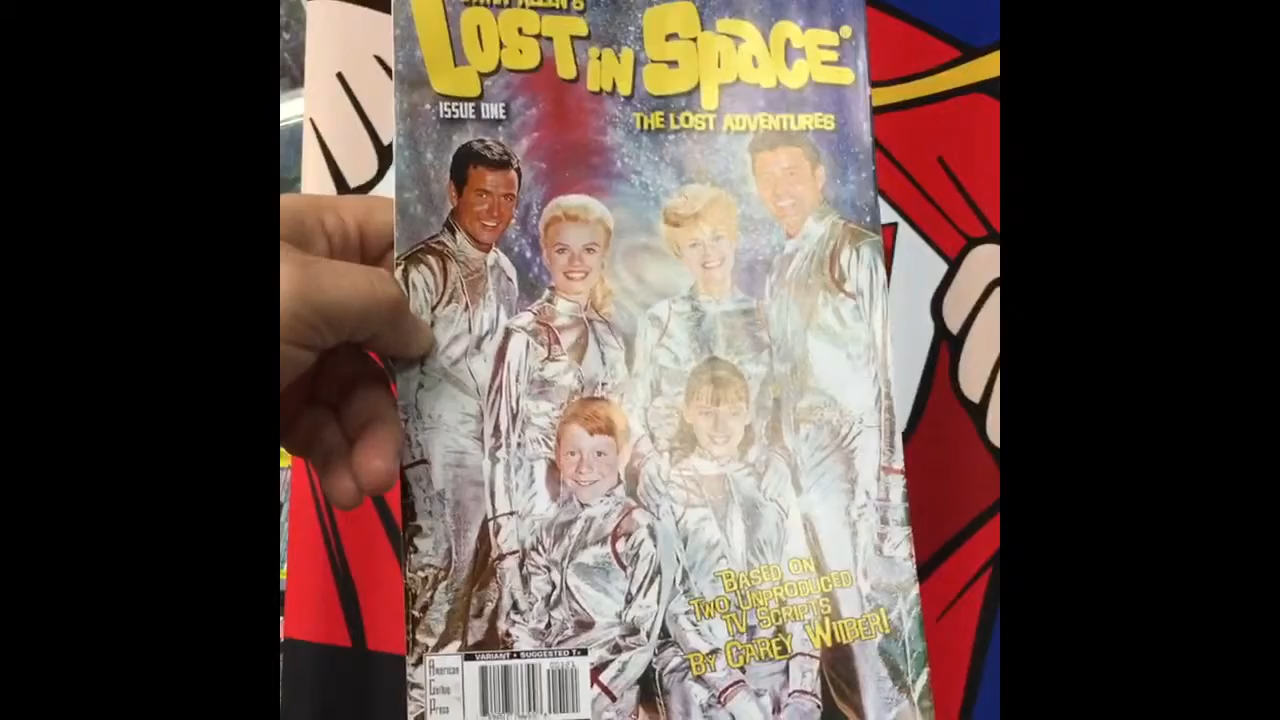 ALLEN'S
LOST IN SPACE®
ISSUE ONE
THE LOST ADVENTURES
BASED ON
TWO UNPRODUCED
TV SCRIPTS
BY CAREY WILBER!
VARIANT • SUGGESTED
American
Gothic
Press